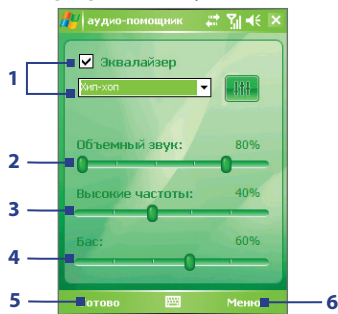 аудио-помощник
1
Эквалайзер
Хип-хоп
Объемный звук: 80%
2
Высокие частоты: 40%
3
Бас: 60%
4
5 Готово Меню 6